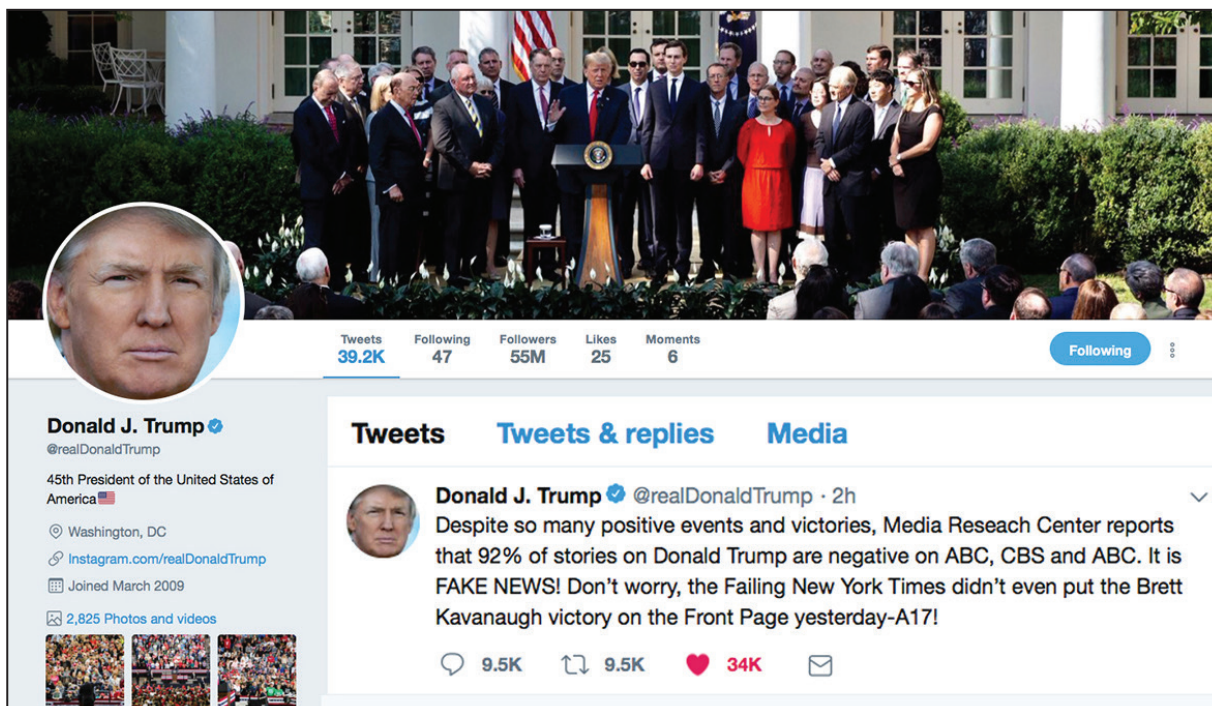 Tweets Following Followers Likes Moments
39.2K 47 55M 25 6
Following
Donald J. Trump
@realDonaldTrump
45th President of the United States of
America
Washington, DC
Instagram.com/realDonaldTrump
Joined March 2009
2,825 Photos and videos
Tweets Tweets & replies Media
Donald J. Trump @realDonaldTrump · 2h
Despite so many positive events and victories, Media Reseach Center reports
that 92% of stories on Donald Trump are negative on ABC, CBS and ABC. It is
FAKE NEWS! Don’t worry, the Failing New York Times didn’t even put the Brett
Kavanaugh victory on the Front Page yesterday-A17!
9.5K 9.5K 34K